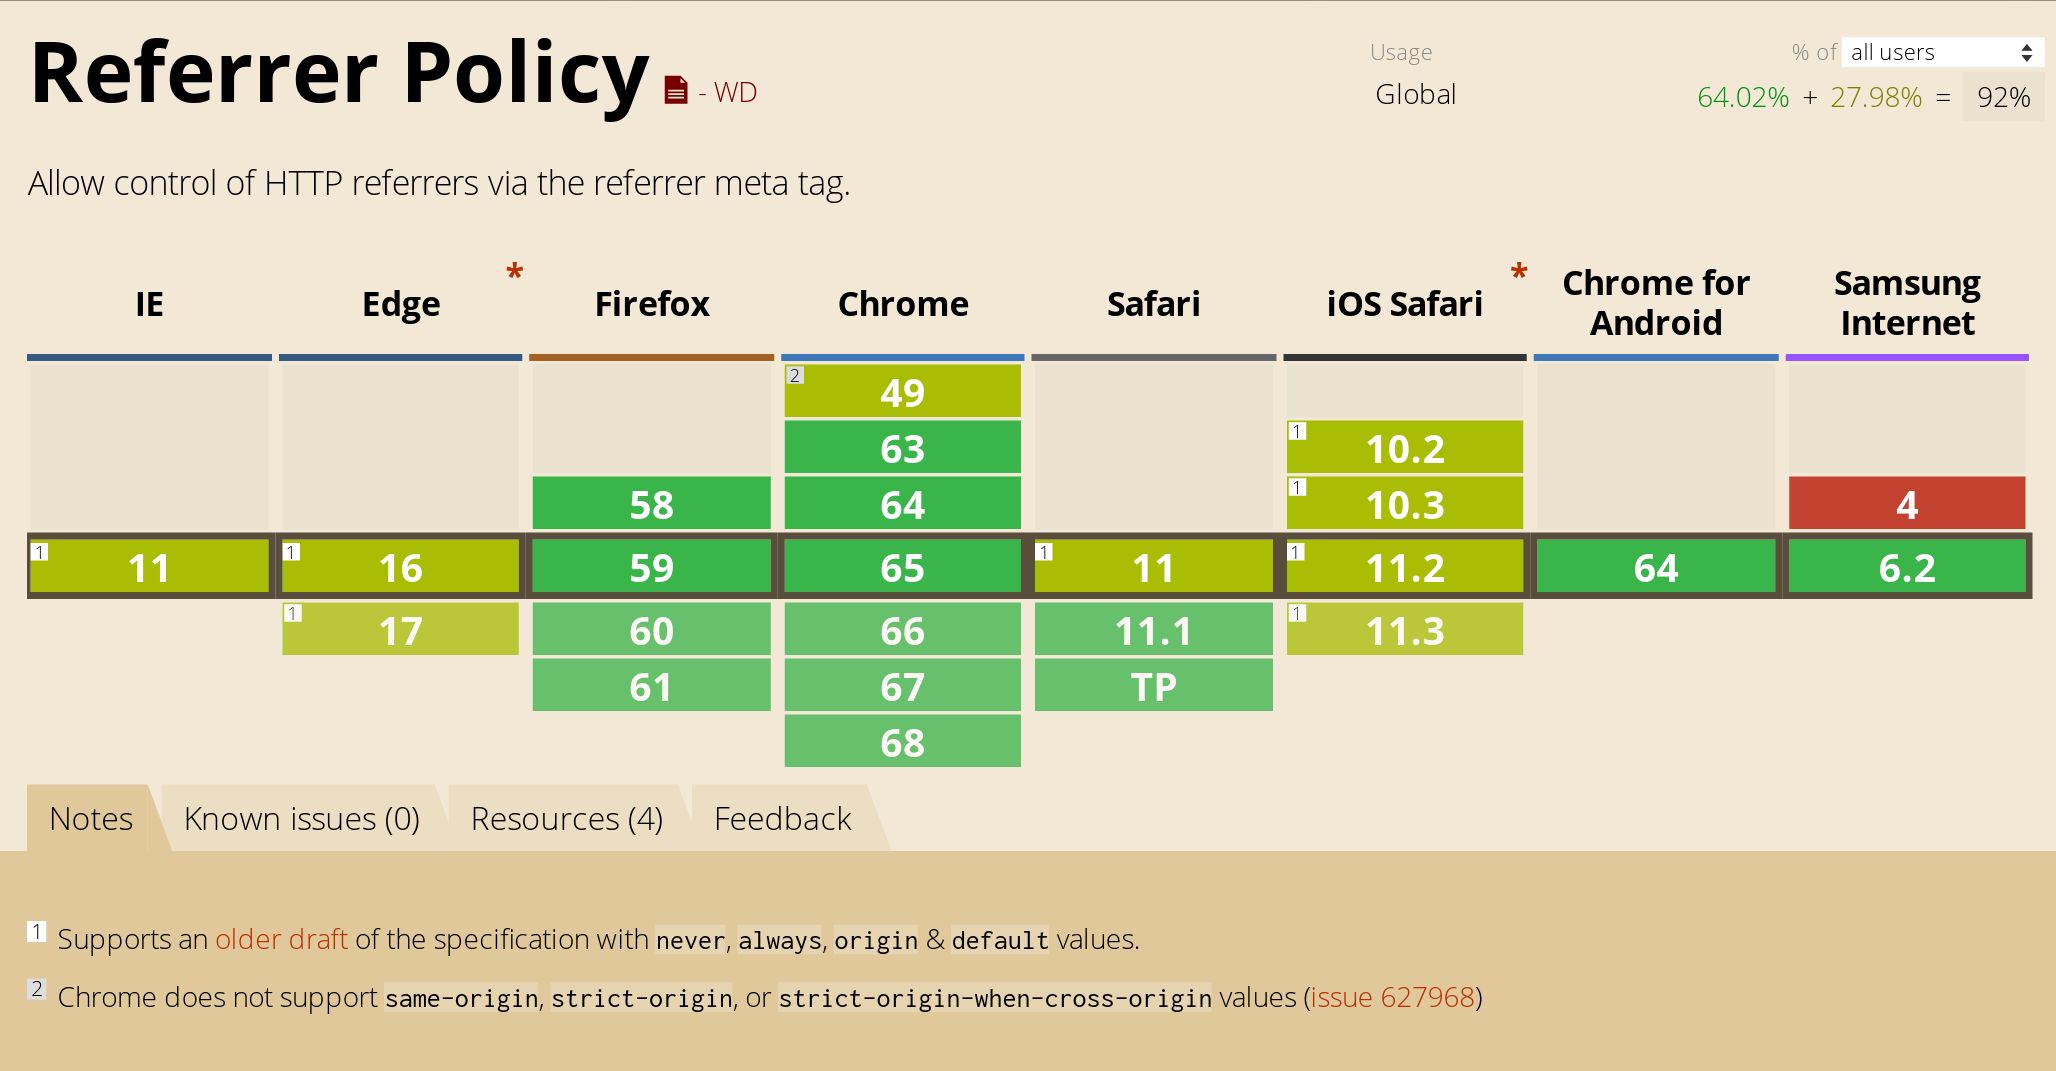 Referrer Policy - WD
Usage % of all users
Global 64.02% + 27.98% = 92%
Allow control of HTTP referrers via the referrer meta tag.
IE Edge * Firefox Chrome Safari iOS Safari * Chrome for Android Samsung Internet
2 49
63 1 10.2
58 64 1 10.3 4
1 11 1 16 59 65 1 11 1 11.2 64 6.2
1 17 60 66 11.1 1 11.3
61 67 TP
68
Notes Known issues (0) Resources (4) Feedback
1 Supports an older draft of the specification with never, always, origin & default values.
2 Chrome does not support same-origin, strict-origin, or strict-origin-when-cross-origin values (issue 627968)